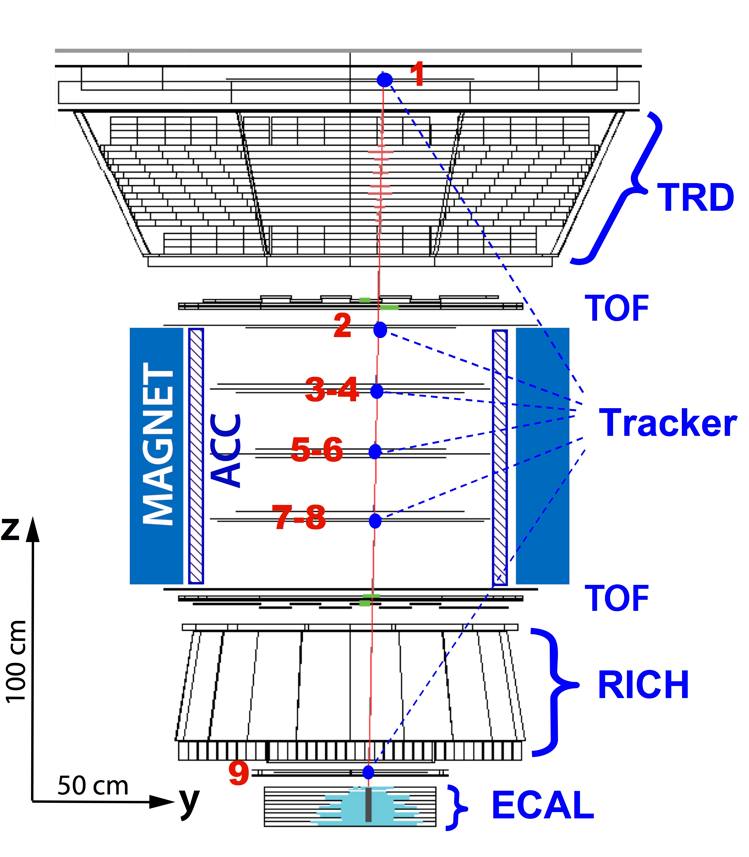 1
TRD
TOF
2
3-4
MAGNET
ACC
Tracker
5-6
7-8
z
TOF
100 cm
RICH
9
50 cm
y
ECAL